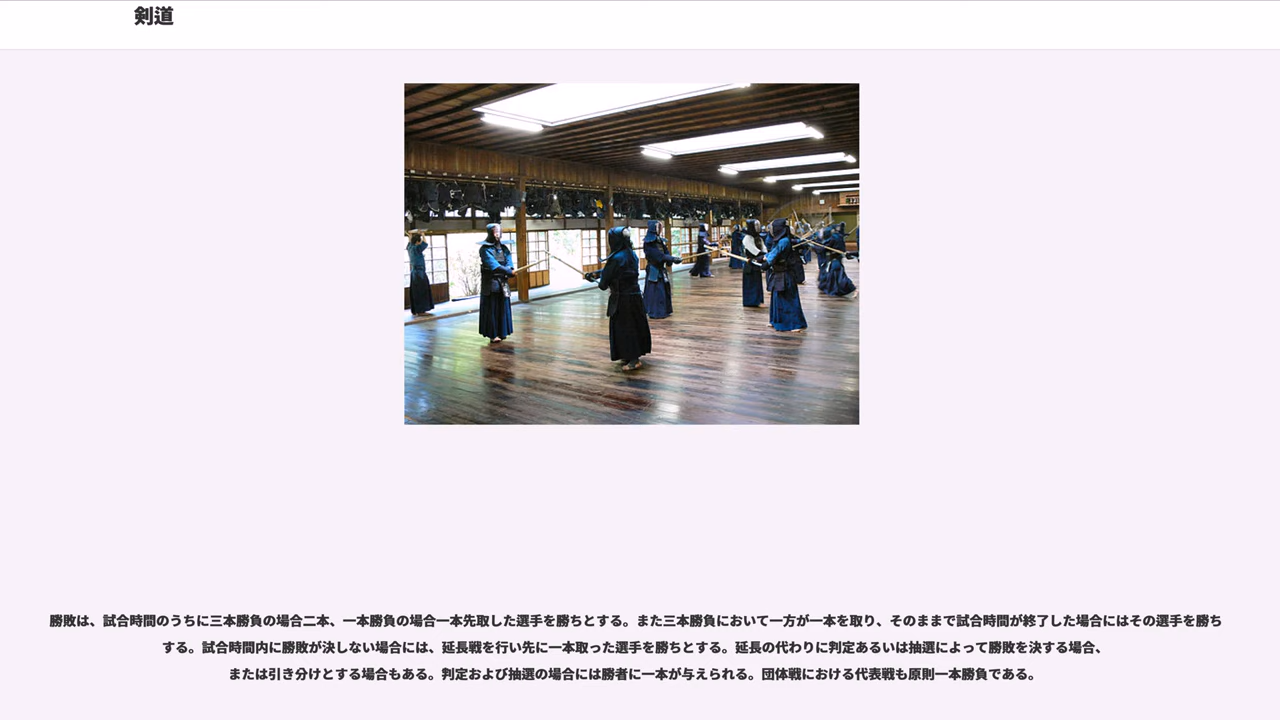 剣道
勝敗は、試合時間のうちに三本勝負の場合二本、一本勝負の場合一本先取した選手を勝ちとする。また三本勝負において一方が一本を取り、そのままで試合時間が終了した場合にはその選手を勝ち
する。試合時間内に勝敗が決しない場合には、延長戦を行い先に一本取った選手を勝ちとする。延長の代わりに判定あるいは抽選によって勝敗を決する場合、
または引き分けとする場合もある。判定および抽選の場合には勝者に一本が与えられる。団体戦における代表戦も原則一本勝負である。